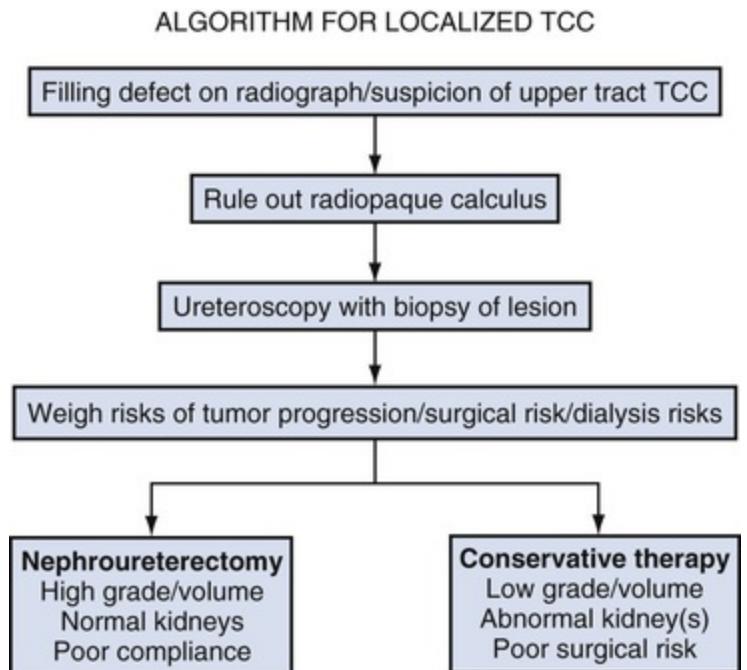 ALGORITHM FOR LOCALIZED TCC
Filling defect on radiograph/suspicion of upper tract TCC
Rule out radiopaque calculus
Ureteroscopy with biopsy of lesion
Weigh risks of tumor progression/surgical risk/dialysis risks
Nephroureterectomy
High grade/volume
Normal kidneys
Poor compliance
Conservative therapy
Low grade/volume
Abnormal kidney(s)
Poor surgical risk